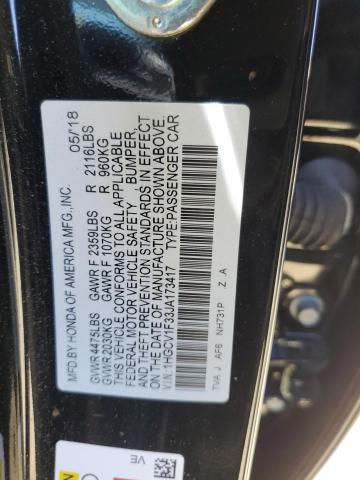 MFD BY HONDA OF AMERICA MFG.,INC. 05/18
GVWR 4475LBS GAWR F 2359LBS R 2116LBS
GVWR 2030KG GAWR F 1070KG R 960KG
THIS VEHICLE CONFORMS TO ALL APPLICABLE
FEDERAL MOTOR VEHICLE SAFETY , BUMPER,
AND THEFT PREVENTION STANDARDS IN EFFECT
ON THE DATE OF MANUFACTURE SHOWN ABOVE.
V.I.N.:1HGCV1F33JA173417 TYPE:PASSENGER CAR
TVA J AF6 NH731P .Z .A
VE